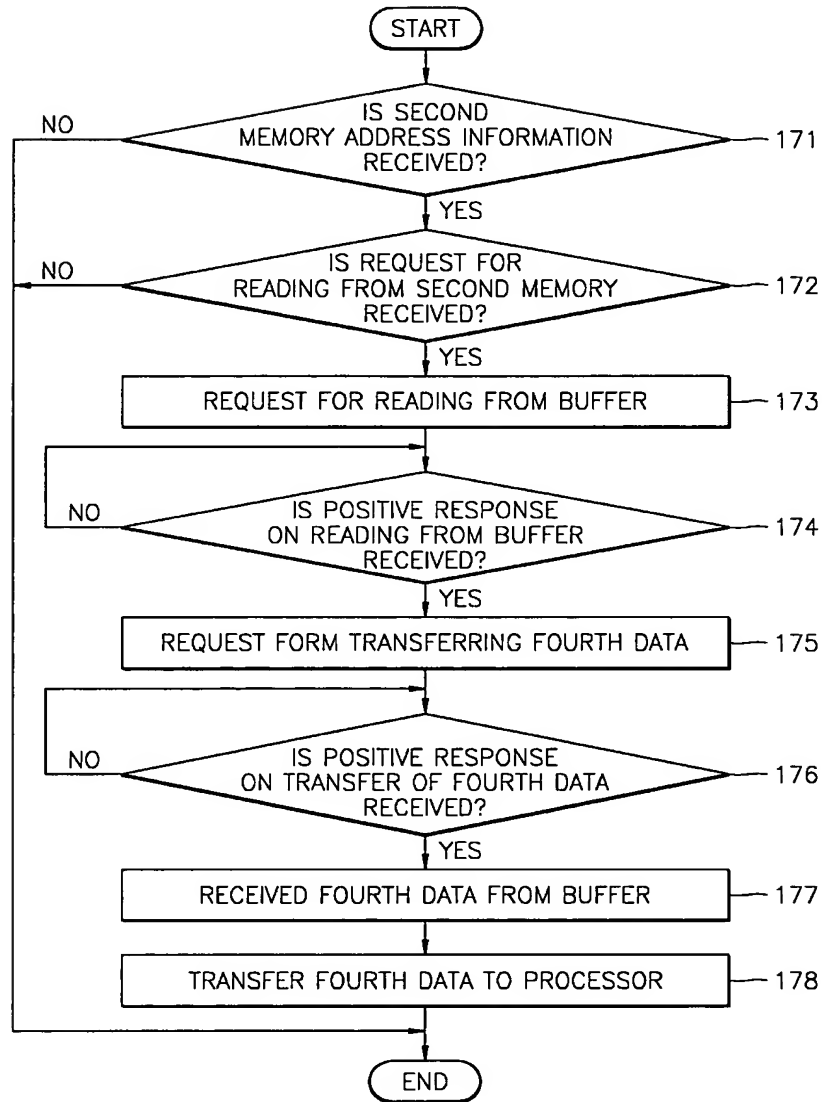 START
IS SECOND
MEMORY ADDRESS INFORMATION
RECEIVED?
NO
171
YES
IS REQUEST FOR
READING FROM SECOND MEMORY
RECEIVED?
NO
172
YES
REQUEST FOR READING FROM BUFFER
173
IS POSITIVE RESPONSE
ON READING FROM BUFFER
RECEIVED?
NO
174
YES
REQUEST FORM TRANSFERRING FOURTH DATA
175
IS POSITIVE RESPONSE
ON TRANSFER OF FOURTH DATA
RECEIVED?
NO
176
YES
RECEIVED FOURTH DATA FROM BUFFER
177
TRANSFER FOURTH DATA TO PROCESSOR
178
END